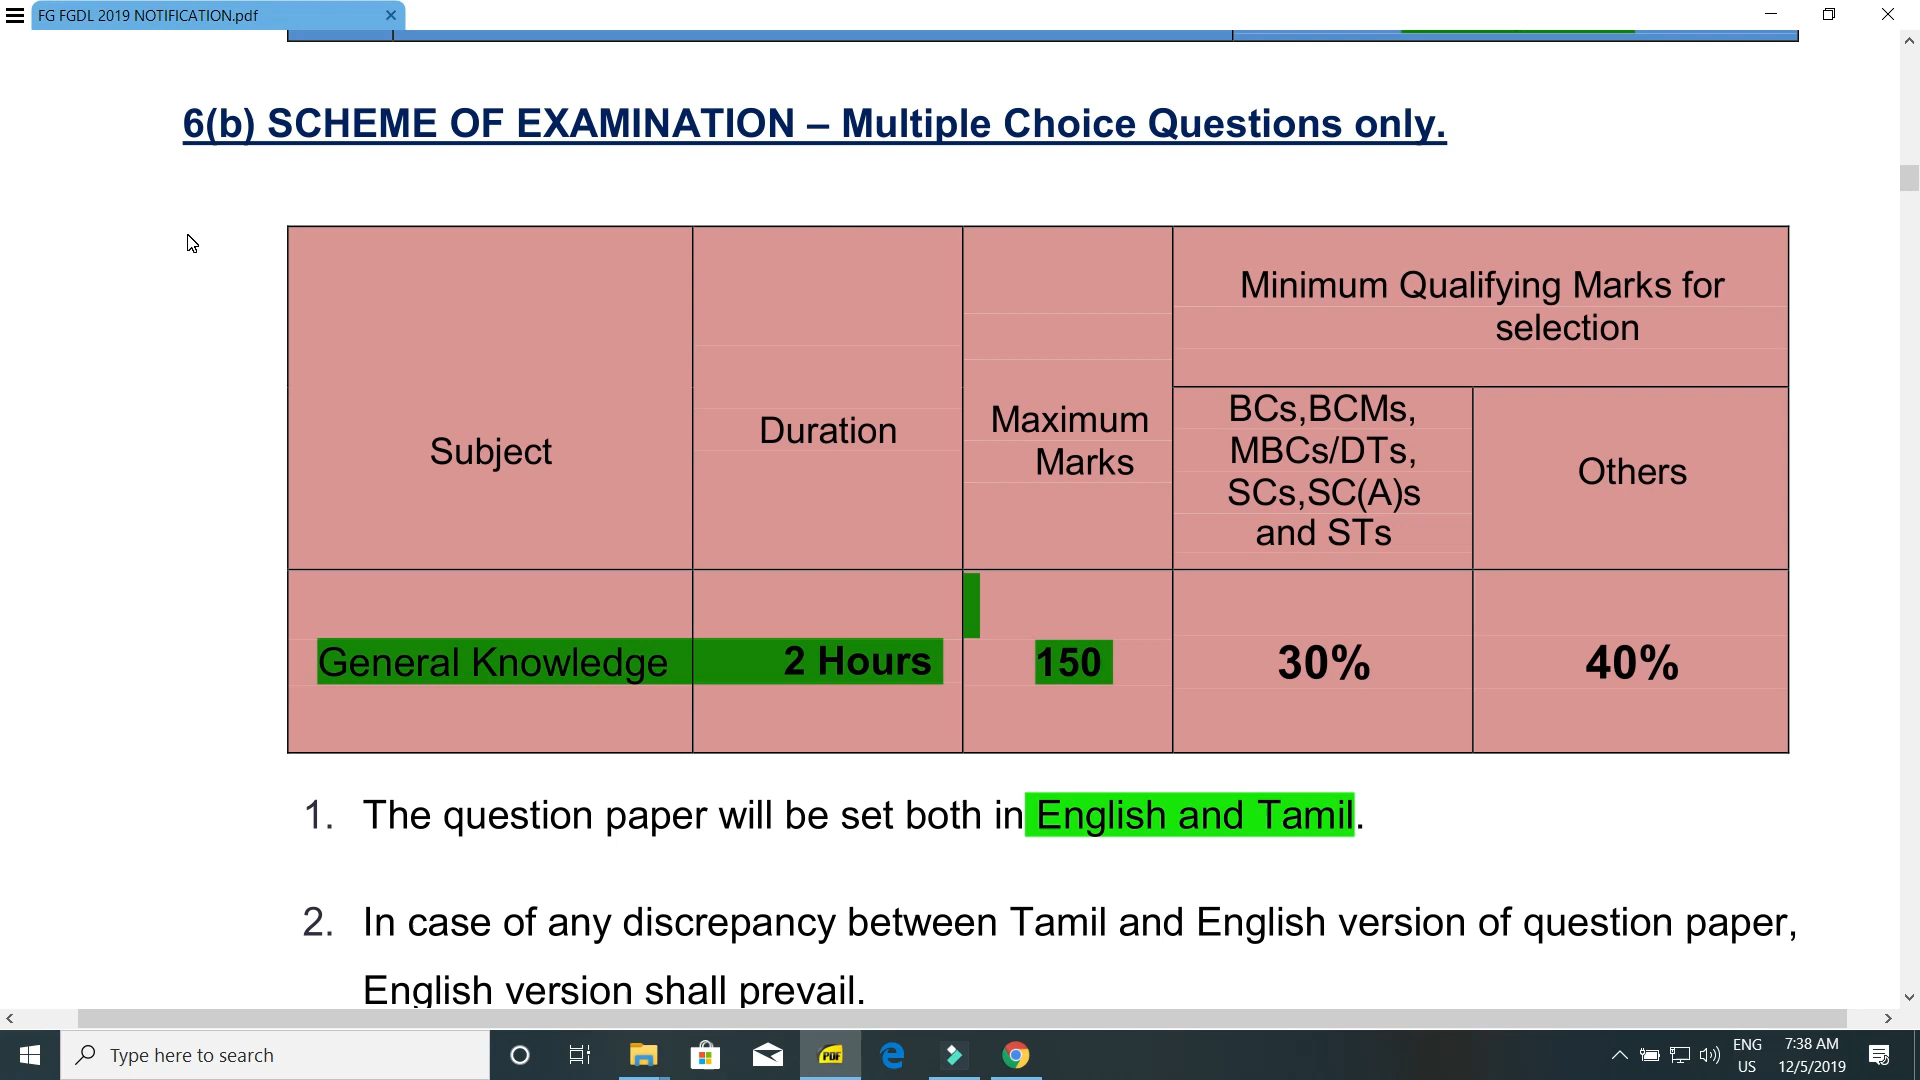 FG FGDL 2019 NOTIFICATION.pdf
6(b) SCHEME OF EXAMINATION – Multiple Choice Questions only.
Subject
Duration
Maximum
Marks
Minimum Qualifying Marks for
selection
BCs,BCMs,
MBCs/DTs,
SCs,SC(A)s
and STs
Others
General Knowledge
2 Hours
150
30%
40%
1. The question paper will be set both in English and Tamil.
2. In case of any discrepancy between Tamil and English version of question paper,
English version shall prevail.
Type here to search
PDF
ENG
US
7:38 AM
12/5/2019